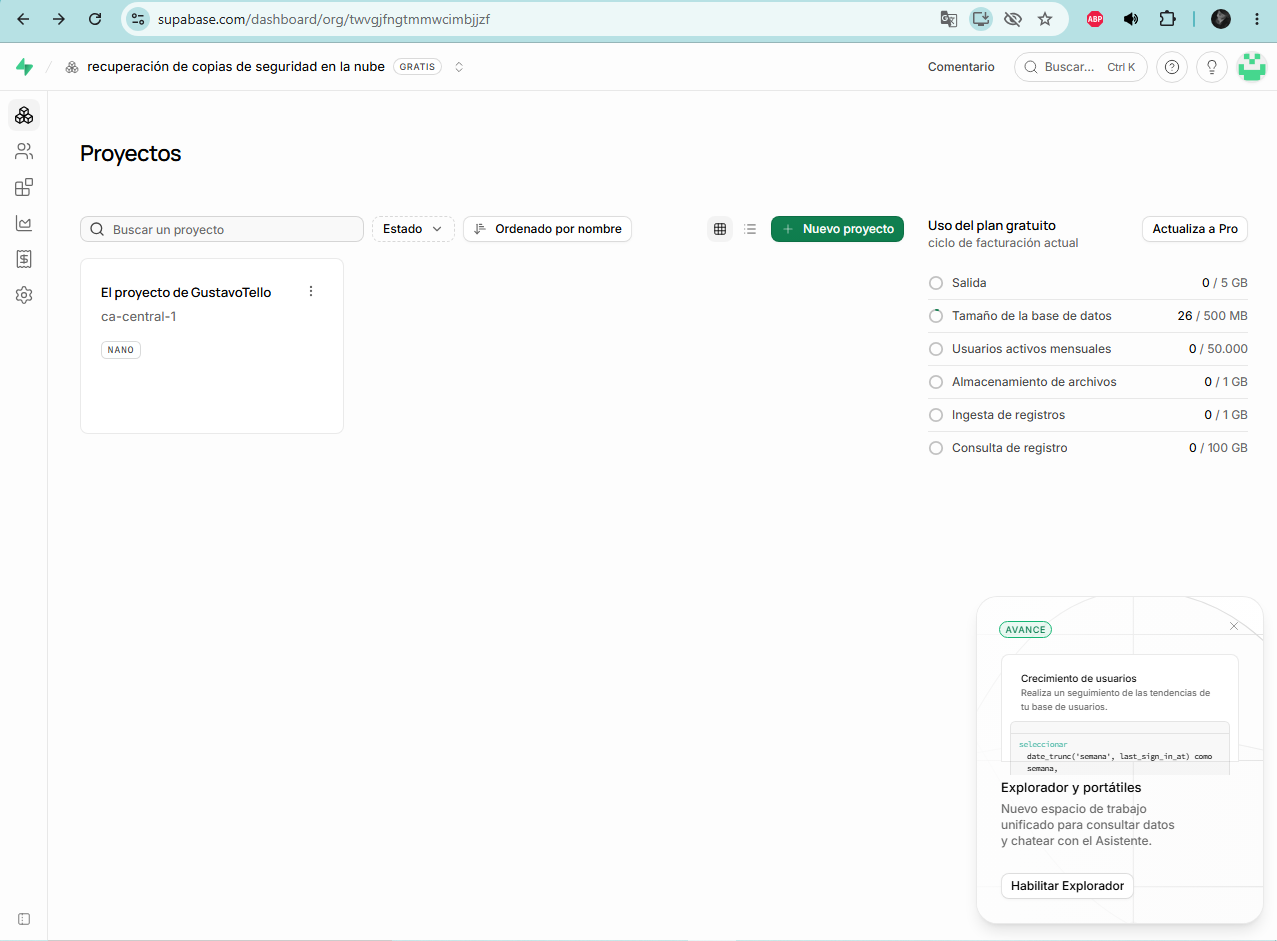 supabase.com/dashboard/org/twvgjfngtmmwcimbjjzf
ABP
recuperación de copias de seguridad en la nube GRATIS
Comentario
Buscar... Ctrl K
Proyectos
Buscar un proyecto
Estado
Ordenado por nombre
+ Nuevo proyecto
El proyecto de GustavoTello
ca-central-1
NANO
Uso del plan gratuito
ciclo de facturación actual
Actualiza a Pro
Salida 0 / 5 GB
Tamaño de la base de datos 26 / 500 MB
Usuarios activos mensuales 0 / 50.000
Almacenamiento de archivos 0 / 1 GB
Ingesta de registros 0 / 1 GB
Consulta de registro 0 / 100 GB
AVANCE
Crecimiento de usuarios
Realiza un seguimiento de las tendencias de
tu base de usuarios.
seleccionar
date_trunc('semana', last_sign_in_at) como
semana,
Explorador y portátiles
Nuevo espacio de trabajo
unificado para consultar datos
y chatear con el Asistente.
Habilitar Explorador